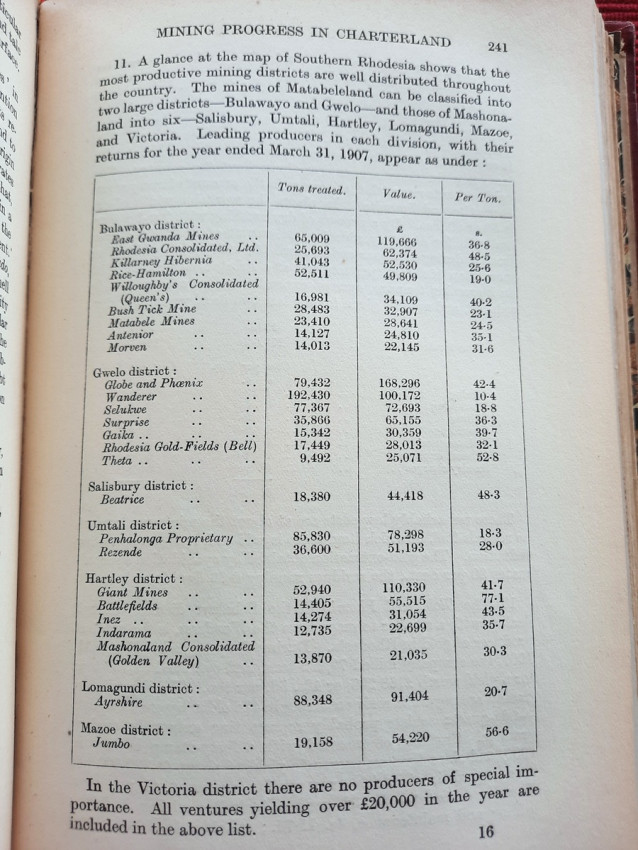 MINING PROGRESS IN CHARTERLAND 241
11. A glance at the map of Southern Rhodesia shows that the
most productive mining districts are well distributed throughout
the country. The mines of Matabeleland can be classified into
two large districts—Bulawayo and Gwelo—and those of Mashona-
land into six—Salisbury, Umtali, Hartley, Lomagundi, Mazoe,
and Victoria. Leading producers in each division, with their
returns for the year ended March 31, 1907, appear as under :
Tons treated. Value. Per Ton.
Bulawayo district : £ s.
East Gwanda Mines .. 65,009 119,666 36·8
Rhodesia Consolidated, Ltd. 25,693 62,374 48·5
Killarney Hibernia .. 41,043 52,530 25·6
Rice-Hamilton .. .. 52,511 49,809 19·0
Willoughby's Consolidated
(Queen's) .. .. 16,981 34,109 40·2
Bush Tick Mine .. 28,483 32,907 23·1
Matabele Mines .. 23,410 28,641 24·5
Antenior .. .. 14,127 24,810 35·1
Morven .. .. 14,013 22,145 31·6
Gwelo district :
Globe and Phœnix .. 79,432 168,296 42·4
Wanderer .. .. 192,430 100,172 10·4
Selukwe .. .. 77,367 72,693 18·8
Surprise .. .. 35,866 65,155 36·3
Gaika .. .. .. 15,342 30,359 39·7
Rhodesia Gold-Fields (Bell) 17,449 28,013 32·1
Theta .. .. .. 9,492 25,071 52·8
Salisbury district :
Beatrice .. .. 18,380 44,418 48·3
Umtali district :
Penhalonga Proprietary .. 85,830 78,298 18·3
Rezende .. .. 36,600 51,193 28·0
Hartley district :
Giant Mines .. .. 52,940 110,330 41·7
Battlefields .. .. 14,405 55,515 77·1
Inez .. .. .. 14,274 31,054 43·5
Indarama .. .. 12,735 22,699 35·7
Mashonaland Consolidated
(Golden Valley) .. 13,870 21,035 30·3
Lomagundi district :
Ayrshire .. .. 88,348 91,404 20·7
Mazoe district :
Jumbo .. .. 19,158 54,220 56·6
In the Victoria district there are no producers of special im-
portance. All ventures yielding over £20,000 in the year are
included in the above list.
16